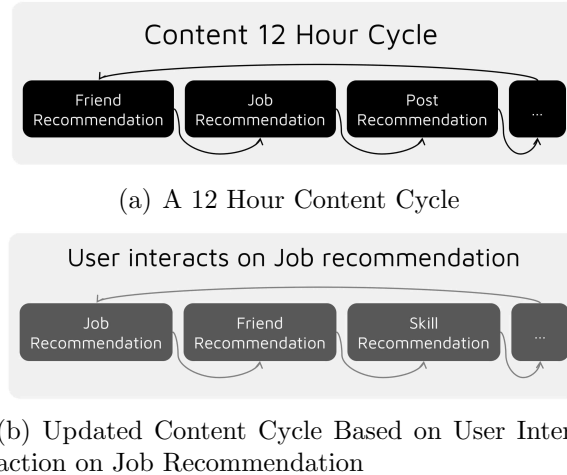 Content 12 Hour Cycle
Friend
Recommendation
Job
Recommendation
Post
Recommendation
...
(a) A 12 Hour Content Cycle
User interacts on Job recommendation
Job
Recommendation
Friend
Recommendation
Skill
Recommendation
...
(b) Updated Content Cycle Based on User Inter
action on Job Recommendation